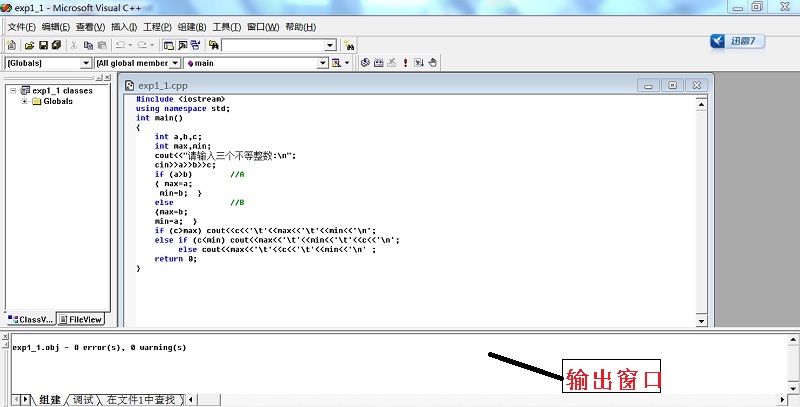 exp1_1 - Microsoft Visual C++
文件(F) 编辑(E) 查看(V) 插入(I) 工程(P) 组建(B) 工具(T) 窗口(W) 帮助(H)
迅雷7
(Globals) (All global member main
exp1_1 classes
Globals
exp1_1.cpp
#include <iostream>
using namespace std;
int main()
{
int a,b,c;
int max,min;
cout<<"请输入三个不等整数:\n";
cin>>a>>b>>c;
if (a>b) //A
{ max=a;
min=b; }
else //B
{max=b;
min=a; }
if (c>max) cout<<c<<'\t'<<max<<'\t'<<min<<'\n';
else if (c<min) cout<<max<<'\t'<<min<<'\t'<<c<<'\n';
else cout<<max<<'\t'<<c<<'\t'<<min<<'\n' ;
return 0;
}
ClassV... FileView
exp1_1.obj - 0 error(s), 0 warning(s)
输出窗口
组建 调试 在文件1中查找